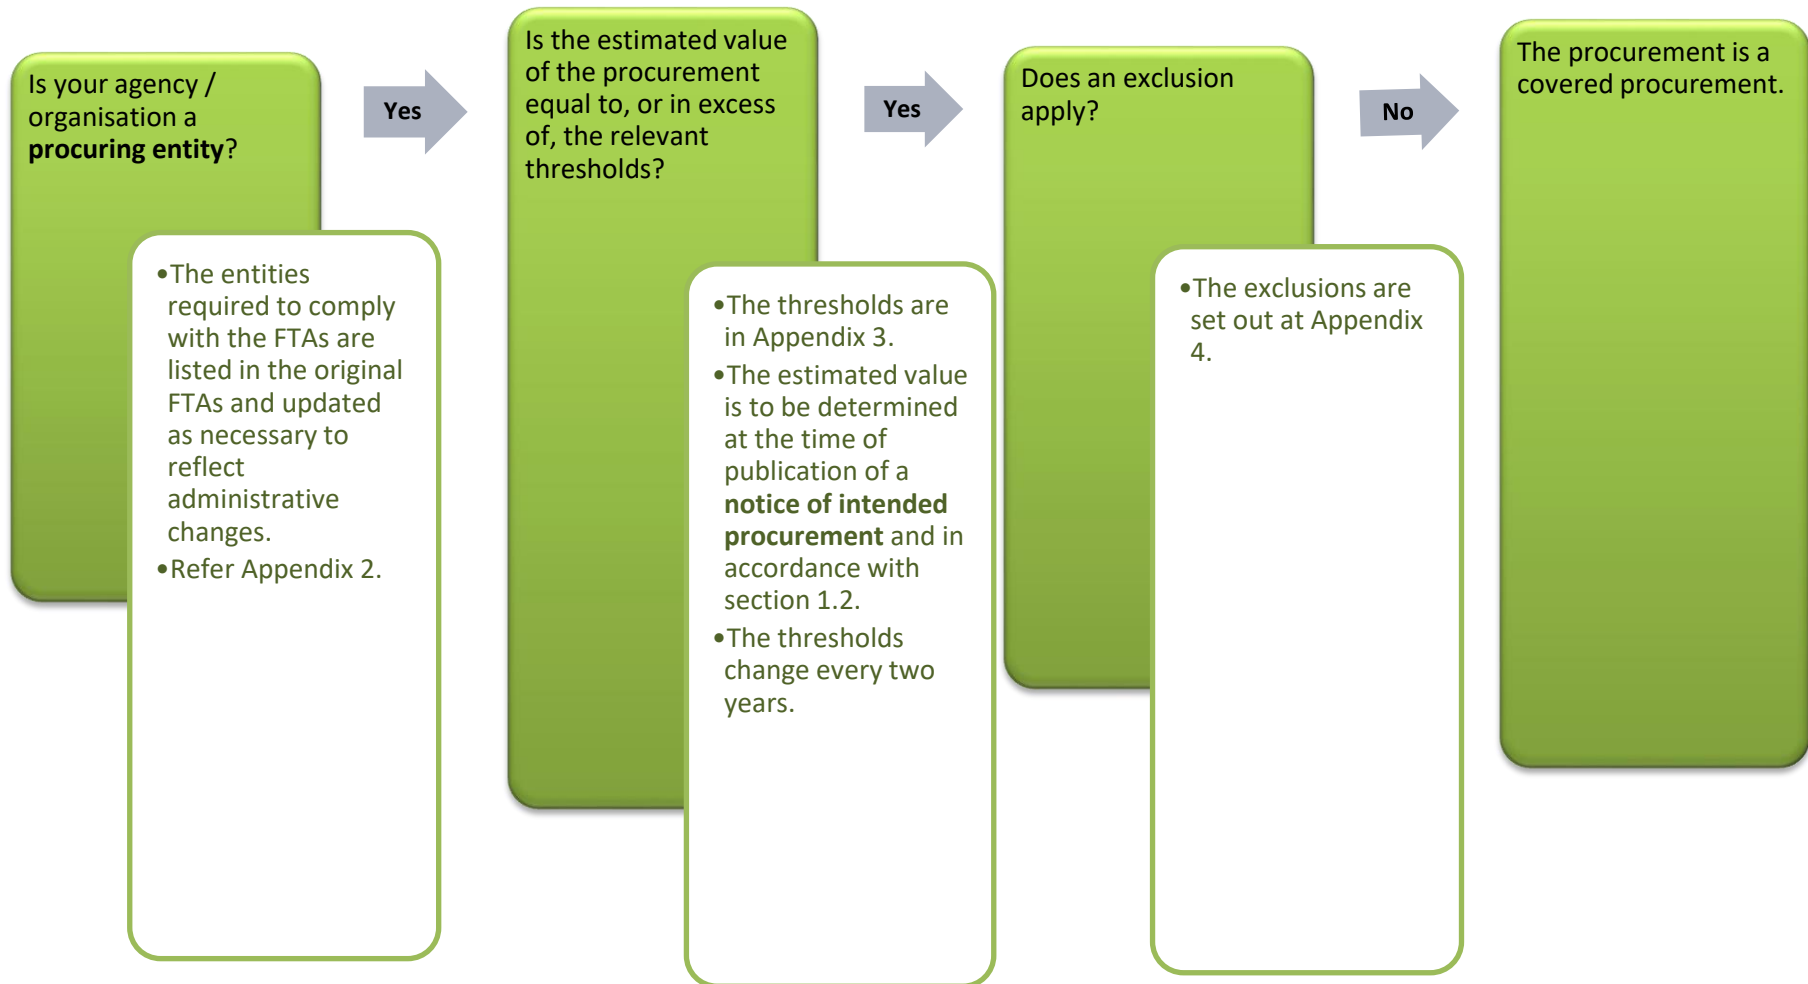 Is your agency /
organisation a
procuring entity?
•The entities
required to comply
with the FTAs are
listed in the original
FTAs and updated
as necessary to
reflect
administrative
changes.
•Refer Appendix 2.
Yes
Is the estimated value
of the procurement
equal to, or in excess
of, the relevant
thresholds?
•The thresholds are
in Appendix 3.
•The estimated value
is to be determined
at the time of
publication of a
notice of intended
procurement and in
accordance with
section 1.2.
•The thresholds
change every two
years.
Yes
Does an exclusion
apply?
•The exclusions are
set out at Appendix
4.
No
The procurement is a
covered procurement.